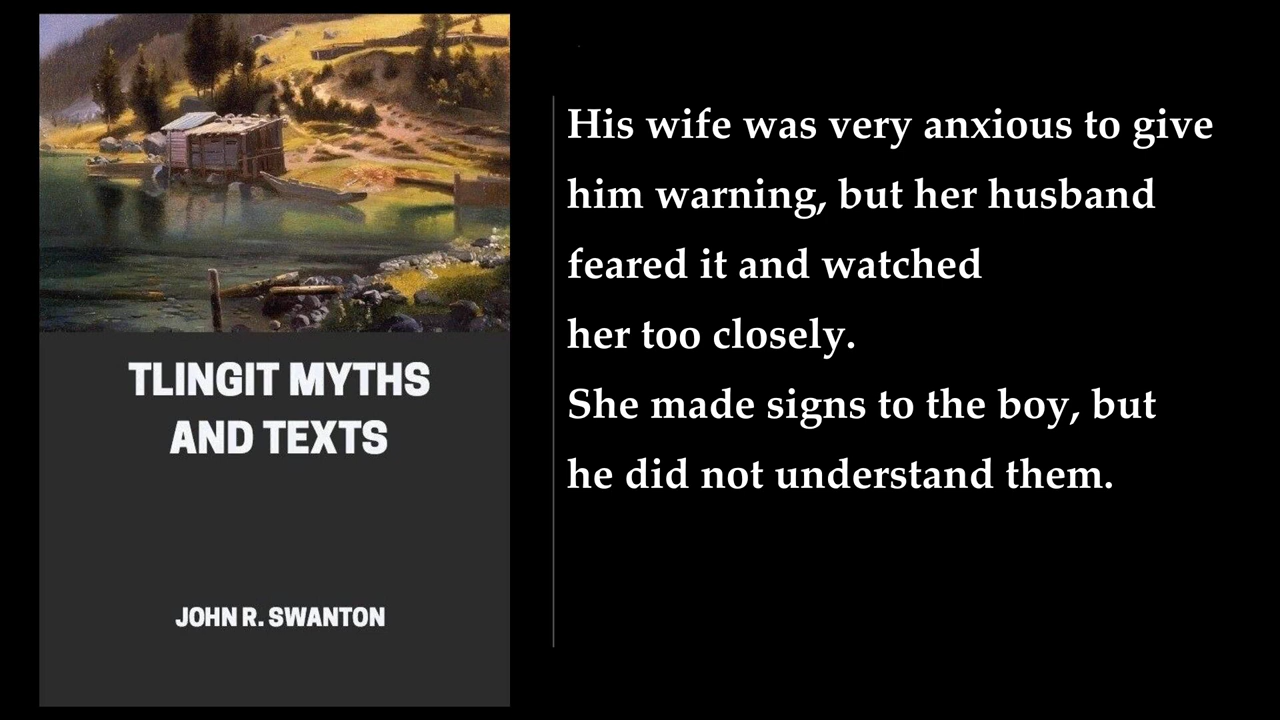 TLINGIT MYTHS
AND TEXTS
JOHN R. SWANTON
His wife was very anxious to give
him warning, but her husband
feared it and watched
her too closely.
She made signs to the boy, but
he did not understand them.